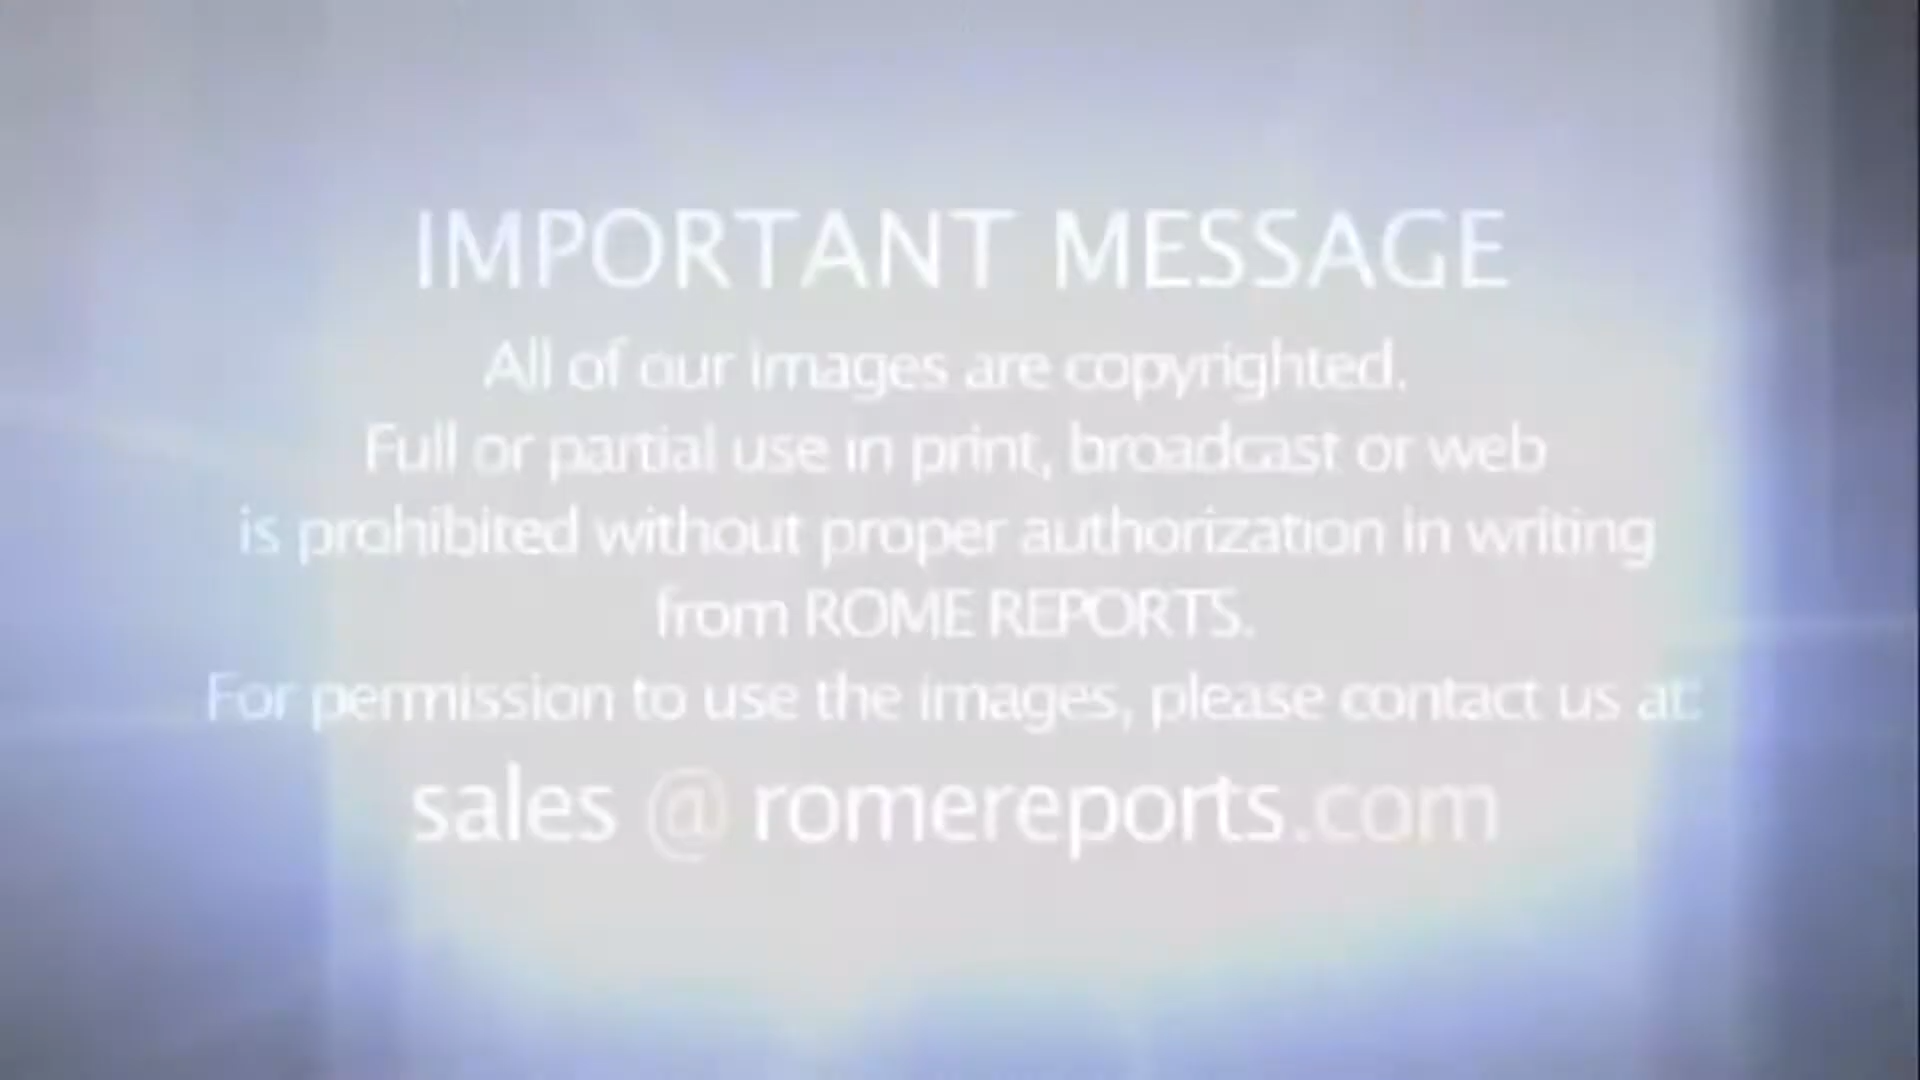 IMPORTANT MESSAGE
All of our images are copyrighted.
Full or partial use in print, broadcast or web
is prohibited without proper authorization in writing
from ROME REPORTS.
For permission to use the images, please contact us at:
sales @ romereports.com